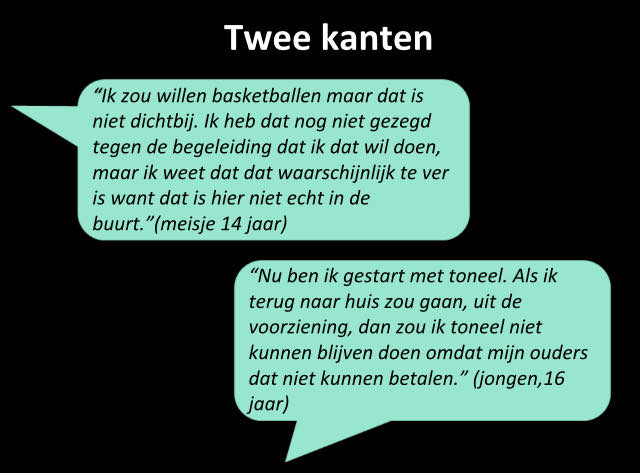 Twee kanten
“Ik zou willen basketballen maar dat is
niet dichtbij. Ik heb dat nog niet gezegd
tegen de begeleiding dat ik dat wil doen,
maar ik weet dat dat waarschijnlijk te ver
is want dat is hier niet echt in de
buurt.”(meisje 14 jaar)
“Nu ben ik gestart met toneel. Als ik
terug naar huis zou gaan, uit de
voorziening, dan zou ik toneel niet
kunnen blijven doen omdat mijn ouders
dat niet kunnen betalen.” (jongen,16
jaar)